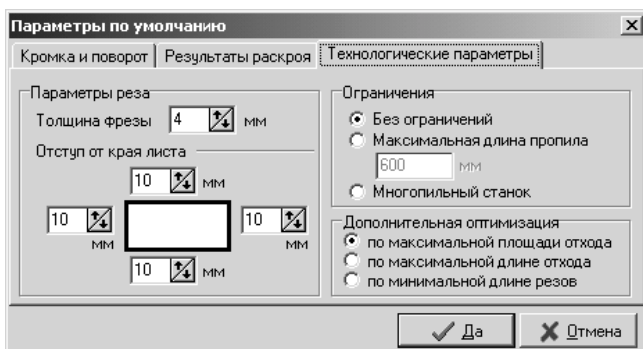 Параметры по умолчанию
Кромка и поворот Результаты раскроя Технологические параметры
Параметры реза
Толщина фрезы 4 мм
Отступ от края листа
10 мм
10 мм
10 мм
10 мм
Ограничения
Без ограничений
Максимальная длина пропила
600 мм
Многопильный станок
Дополнительная оптимизация
по максимальной площади отхода
по максимальной длине отхода
по минимальной длине резов
Да Отмена